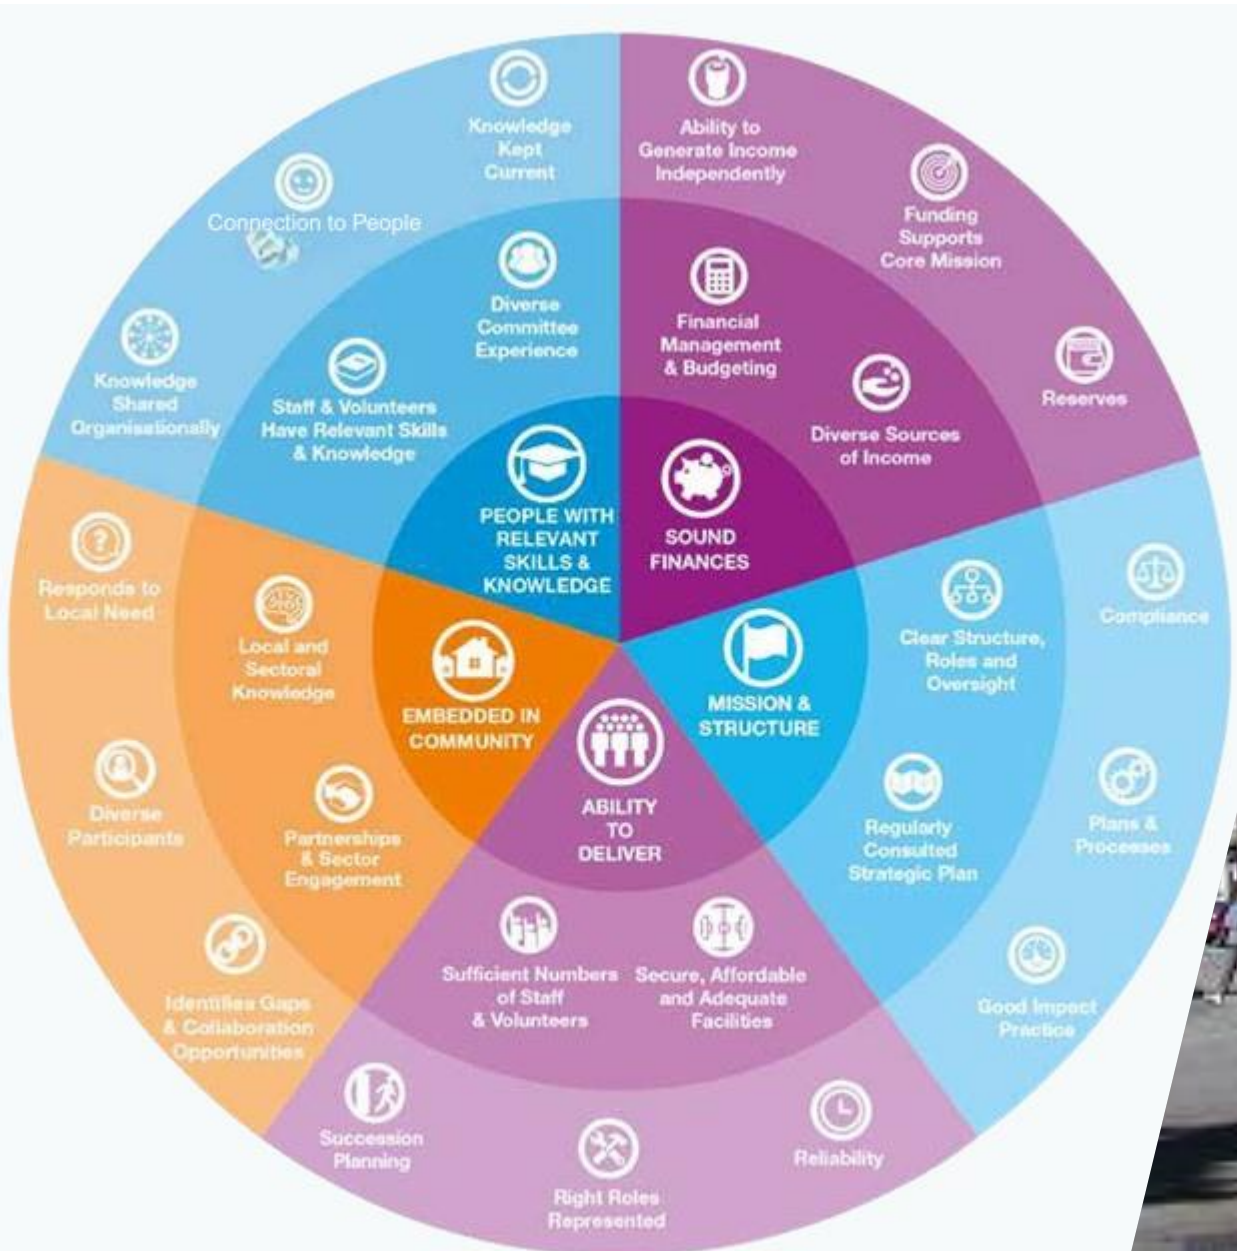 Knowledge
Kept
Current
Connection to People
Knowledge
Shared
Organisationally
Diverse
Committee
Experience
Staff & Volunteers
Have Relevant Skills
& Knowledge
PEOPLE WITH
RELEVANT
SKILLS &
KNOWLEDGE
Ability to
Generate Income
Independently
Funding
Supports
Core Mission
Reserves
Financial
Management
& Budgeting
Diverse Sources
of Income
SOUND
FINANCES
Compliance
Clear Structure,
Roles and
Oversight
MISSION &
STRUCTURE
Regularly
Consulted
Strategic Plan
Plans &
Processes
Good Impact
Practice
ABILITY
TO
DELIVER
Sufficient Numbers
of Staff
& Volunteers
Secure, Affordable
and Adequate
Facilities
Succession
Planning
Right Roles
Represented
Reliability
EMBEDDED IN
COMMUNITY
Local and
Sectoral
Knowledge
Partnerships
& Sector
Engagement
Responds to
Local Need
Diverse
Participants
Identifies Gaps
& Collaboration
Opportunities